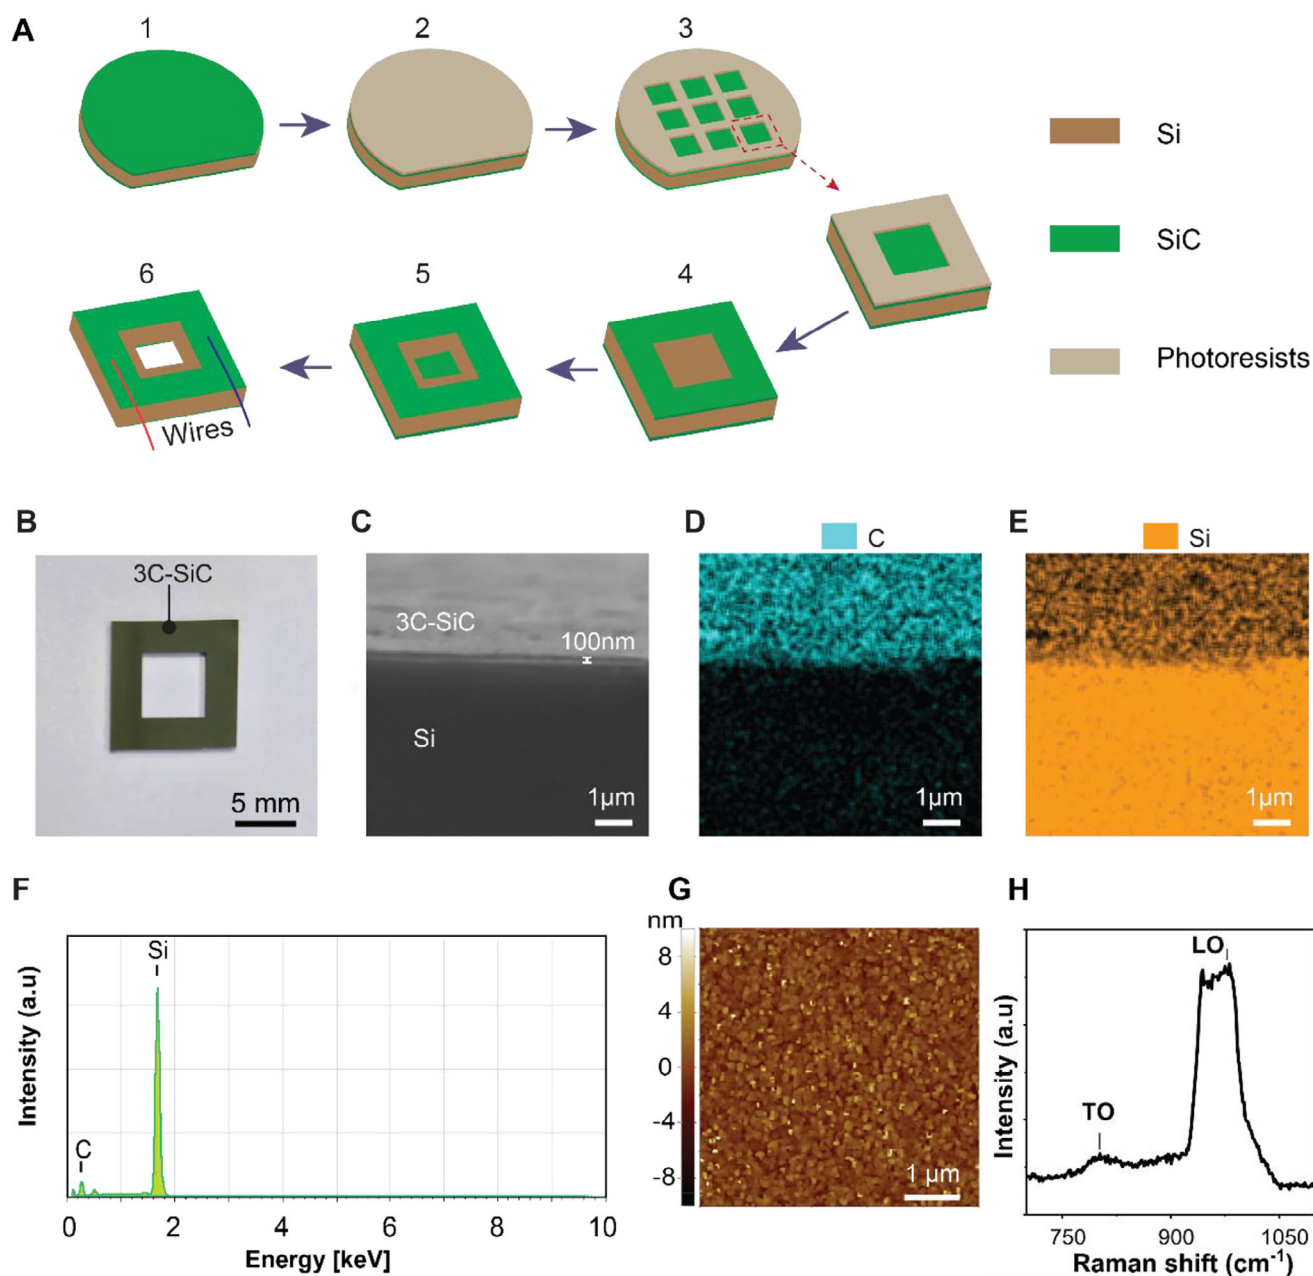 A
1
2
3
Si
SiC
Photoresists
6
5
4
Wires
B
3C-SiC
5 mm
C
3C-SiC
100nm
Si
1μm
D
C
1μm
E
Si
1μm
F
Intensity (a.u)
Si
C
0 2 4 6 8 10
Energy [keV]
G
nm
8
4
0
-4
-8
1 μm
H
Intensity (a.u)
LO
TO
750 900 1050
Raman shift (cm⁻¹)